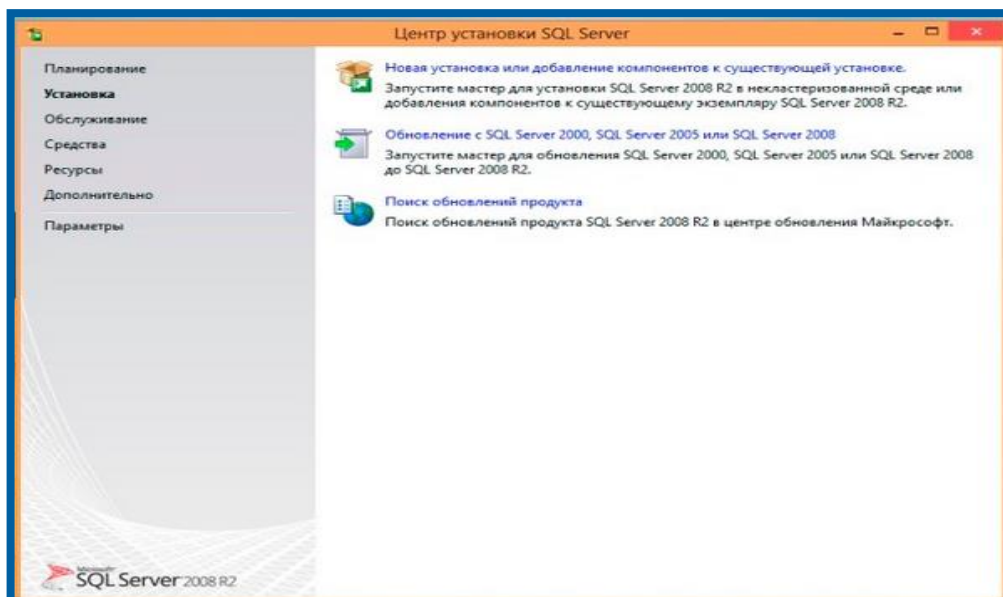 Центр установки SQL Server
Планирование
Установка
Обслуживание
Средства
Ресурсы
Дополнительно
Параметры
Новая установка или добавление компонентов к существующей установке.
Запустите мастер для установки SQL Server 2008 R2 в некластеризованной среде или
добавления компонентов к существующему экземпляру SQL Server 2008 R2.
Обновление с SQL Server 2000, SQL Server 2005 или SQL Server 2008
Запустите мастер для обновления SQL Server 2000, SQL Server 2005 или SQL Server 2008
до SQL Server 2008 R2.
Поиск обновлений продукта
Поиск обновлений продукта SQL Server 2008 R2 в центре обновления Майкрософт.
Microsoft
SQL Server 2008 R2